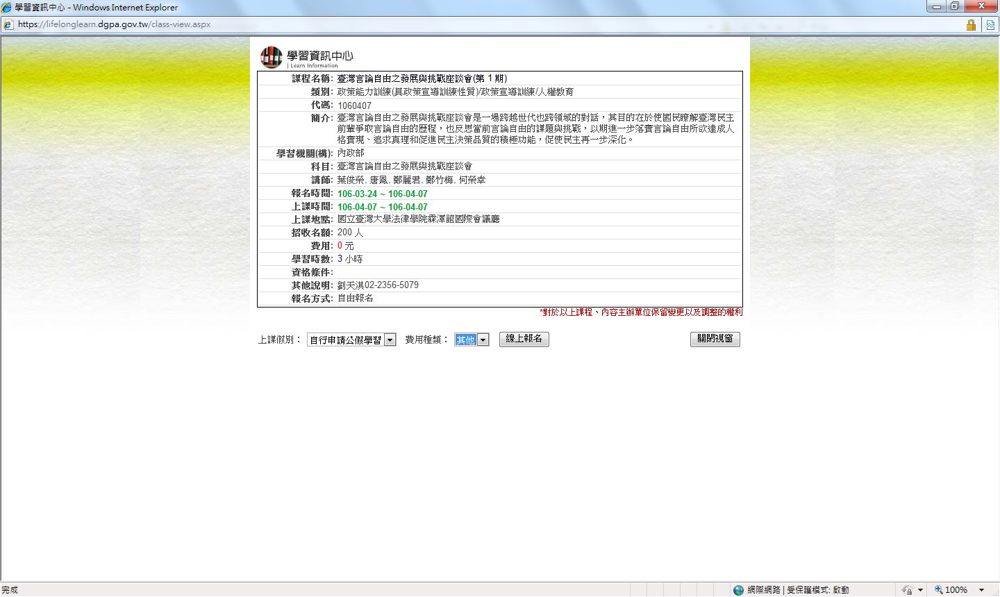 學習資訊中心 - Windows Internet Explorer
https://lifelonglearn.dgpa.gov.tw/class-view.aspx
學習資訊中心
| Learn Information
課程名稱: 臺灣言論自由之發展與挑戰座談會(第 1 期)
類別: 政策能力訓練(具政策宣導訓練性質)/政策宣導訓練/人權教育
代碼: 1060407
簡介: 臺灣言論自由之發展與挑戰座談會是一場跨越世代也跨領域的對話，其目的在於使國民瞭解臺灣民主
前輩爭取言論自由的歷程，也反思當前言論自由的課題與挑戰，以期進一步落實言論自由所欲達成人
格實現、追求真理和促進民主決策品質的積極功能，促使民主再一步深化。
學習機關(構): 內政部
科目: 臺灣言論自由之發展與挑戰座談會
講師: 葉俊榮, 唐鳳, 鄭麗君, 鄭竹梅, 何榮幸
報名時間: 106-03-24 ~ 106-04-07
上課時間: 106-04-07 ~ 106-04-07
上課地點: 國立臺灣大學法律學院霖澤館國際會議廳
招收名額: 200 人
費用: 0 元
學習時數: 3 小時
資格條件:
其他說明: 劉天淇02-2356-5079
報名方式: 自由報名
*對於以上課程、內容主辦單位保留變更以及調整的權利
上課假別： 自行申請公假學習 費用種類： 其他 線上報名 關閉視窗
完成 網際網路 | 受保護模式: 啟動 100%